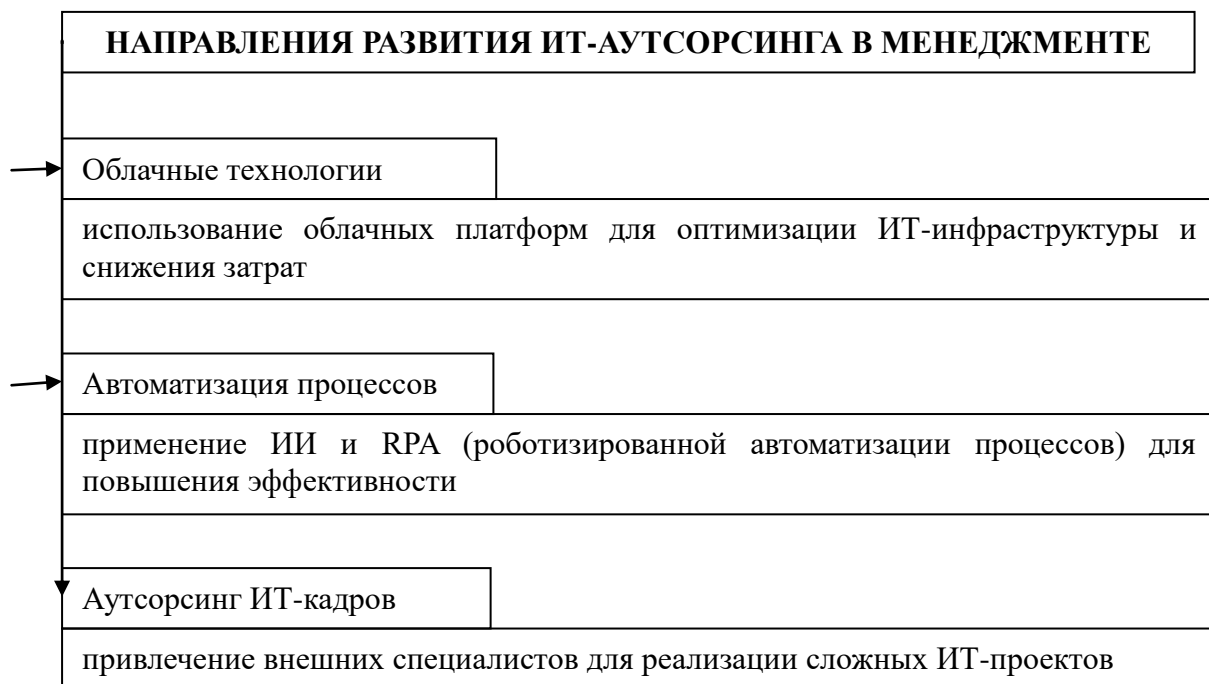 НАПРАВЛЕНИЯ РАЗВИТИЯ ИТ-АУТСОРСИНГА В МЕНЕДЖМЕНТЕ
Облачные технологии
использование облачных платформ для оптимизации ИТ-инфраструктуры и
снижения затрат
Автоматизация процессов
применение ИИ и RPA (роботизированной автоматизации процессов) для
повышения эффективности
Аутсорсинг ИТ-кадров
привлечение внешних специалистов для реализации сложных ИТ-проектов